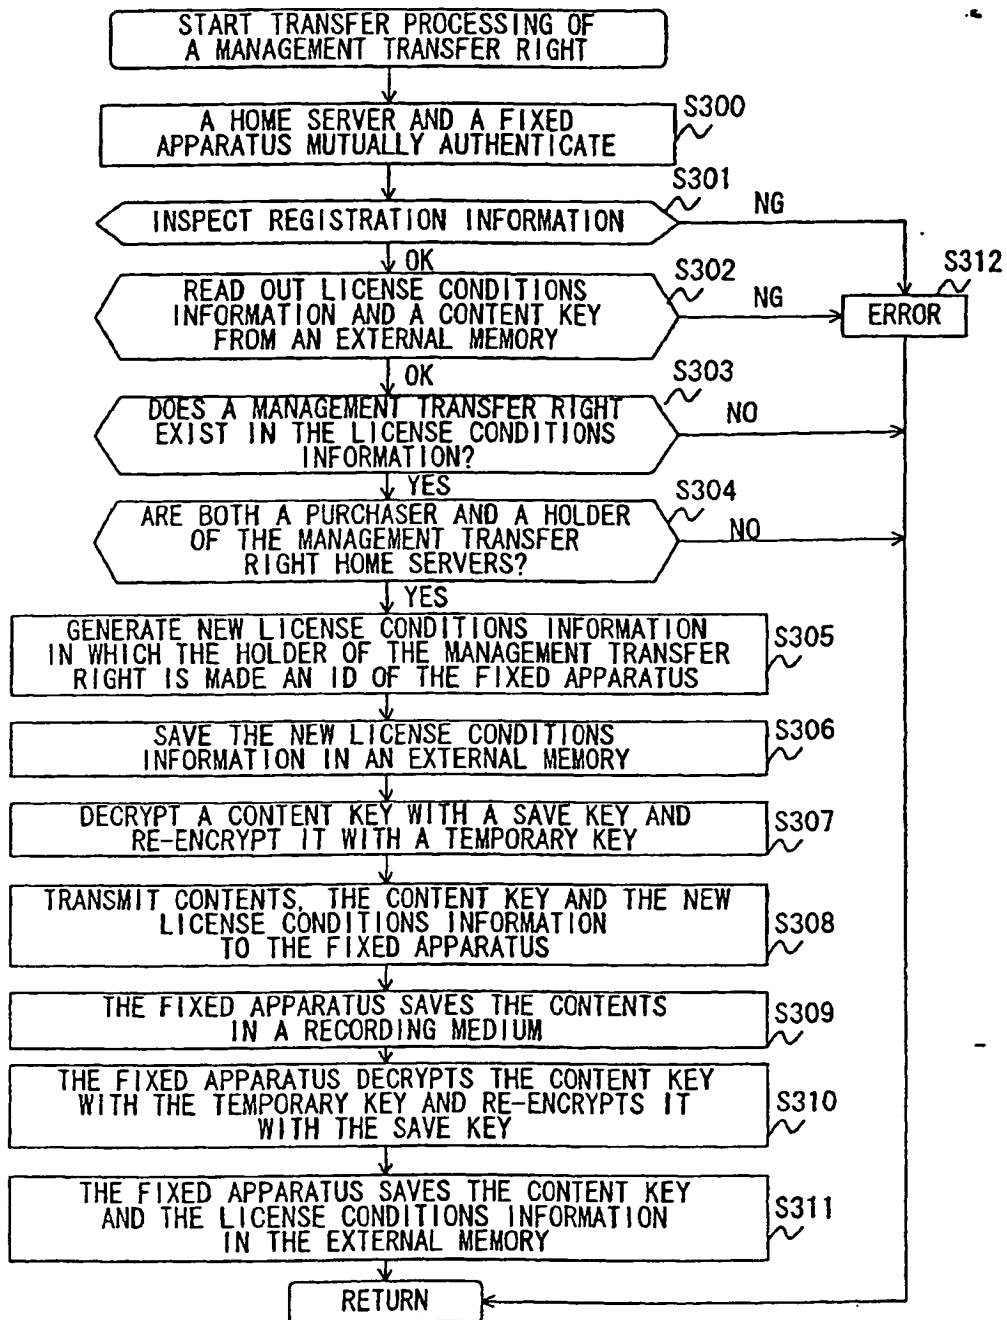 START TRANSFER PROCESSING OF
A MANAGEMENT TRANSFER RIGHT
S300
A HOME SERVER AND A FIXED
APPARATUS MUTUALLY AUTHENTICATE
S301
INSPECT REGISTRATION INFORMATION
NG
OK
S302
READ OUT LICENSE CONDITIONS
INFORMATION AND A CONTENT KEY
FROM AN EXTERNAL MEMORY
NG
S312
ERROR
OK
S303
DOES A MANAGEMENT TRANSFER RIGHT
EXIST IN THE LICENSE CONDITIONS
INFORMATION?
NO
YES
S304
ARE BOTH A PURCHASER AND A HOLDER
OF THE MANAGEMENT TRANSFER
RIGHT HOME SERVERS?
NO
YES
GENERATE NEW LICENSE CONDITIONS INFORMATION
IN WHICH THE HOLDER OF THE MANAGEMENT TRANSFER
RIGHT IS MADE AN ID OF THE FIXED APPARATUS
S305
SAVE THE NEW LICENSE CONDITIONS
INFORMATION IN AN EXTERNAL MEMORY
S306
DECRYPT A CONTENT KEY WITH A SAVE KEY AND
RE-ENCRYPT IT WITH A TEMPORARY KEY
S307
TRANSMIT CONTENTS, THE CONTENT KEY AND THE NEW
LICENSE CONDITIONS INFORMATION
TO THE FIXED APPARATUS
S308
THE FIXED APPARATUS SAVES THE CONTENTS
IN A RECORDING MEDIUM
S309
THE FIXED APPARATUS DECRYPTS THE CONTENT KEY
WITH THE TEMPORARY KEY AND RE-ENCRYPTS IT
WITH THE SAVE KEY
S310
THE FIXED APPARATUS SAVES THE CONTENT KEY
AND THE LICENSE CONDITIONS INFORMATION
IN THE EXTERNAL MEMORY
S311
RETURN